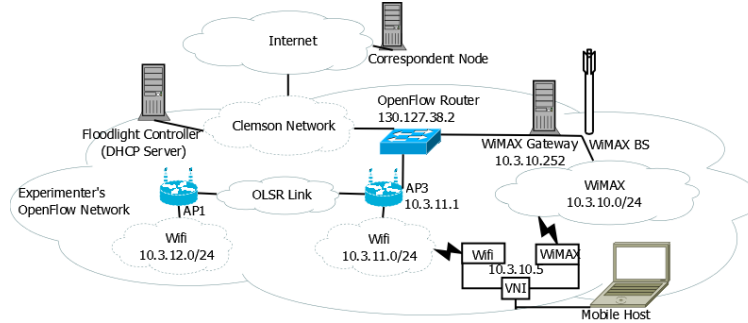 Internet
Correspondent Node
OpenFlow Router
130.127.38.2
Clemson Network
Floodlight Controller
(DHCP Server)
WiMAX Gateway
10.3.10.252
WiMAX BS
Experimenter's
OpenFlow Network
AP1
OLSR Link
AP3
10.3.11.1
WiMAX
10.3.10.0/24
Wifi
10.3.12.0/24
Wifi
10.3.11.0/24
Wifi
WiMAX
10.3.10.5
VNI
Mobile Host